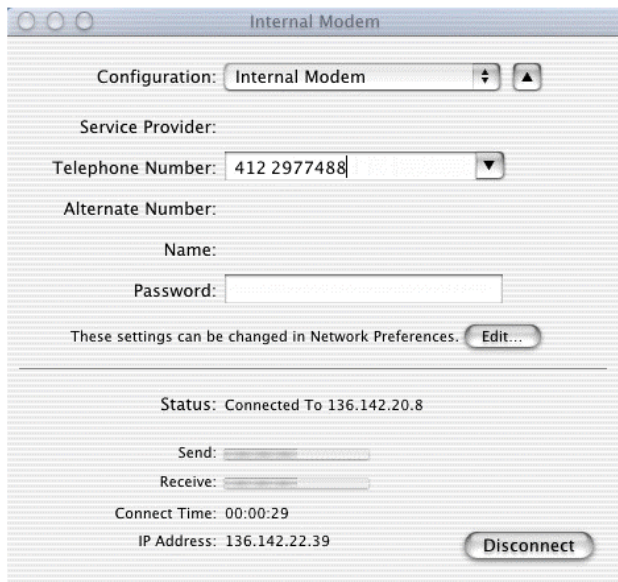 Internal Modem
Configuration: Internal Modem
Service Provider:
Telephone Number: 412 2977488
Alternate Number:
Name:
Password:
These settings can be changed in Network Preferences. Edit...
Status: Connected To 136.142.20.8
Send:
Receive:
Connect Time: 00:00:29
IP Address: 136.142.22.39
Disconnect